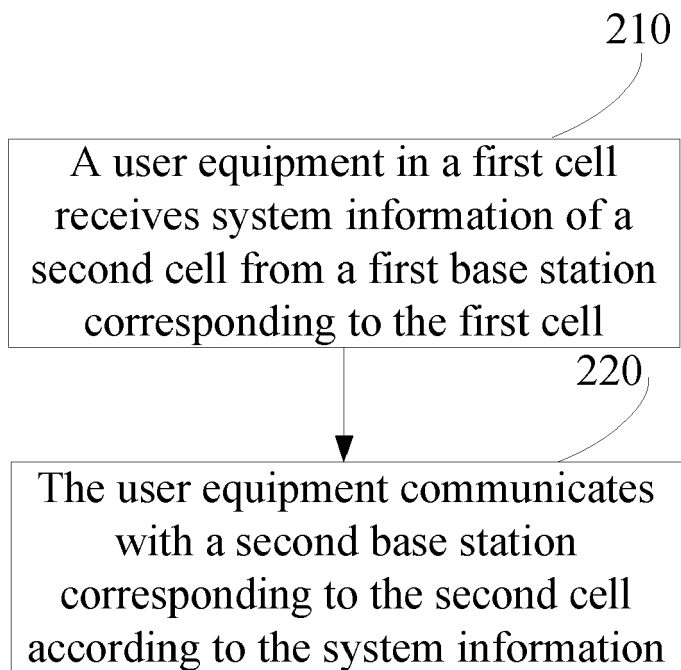 210
A user equipment in a first cell
receives system information of a
second cell from a first base station
corresponding to the first cell
220
The user equipment communicates
with a second base station
corresponding to the second cell
according to the system information